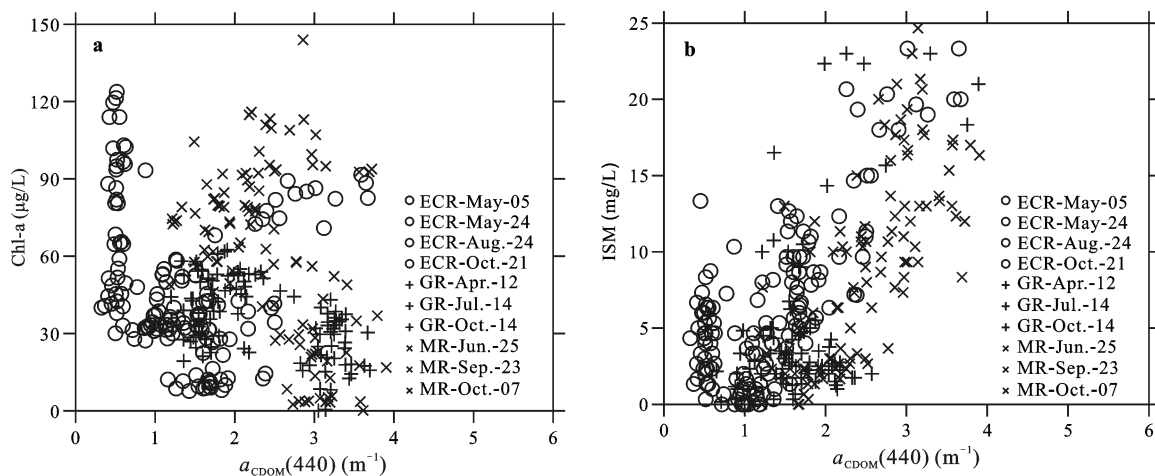 a
150
120
90
60
30
0
Chl-a (µg/L)
ECR-May-05
ECR-May-24
ECR-Aug.-24
ECR-Oct.-21
GR-Apr.-12
GR-Jul.-14
GR-Oct.-14
MR-Jun.-25
MR-Sep.-23
MR-Oct.-07
0 1 2 3 4 5 6
aCDOM(440) (m⁻¹)
b
25
20
15
10
5
0
ISM (mg/L)
ECR-May-05
ECR-May-24
ECR-Aug.-24
ECR-Oct.-21
GR-Apr.-12
GR-Jul.-14
GR-Oct.-14
MR-Jun.-25
MR-Sep.-23
MR-Oct.-07
0 1 2 3 4 5 6
aCDOM(440) (m⁻¹)